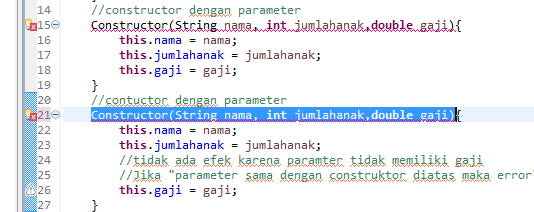 14 //constructor dengan parameter
15 Constructor(String nama, int jumlahanak,double gaji){
16 this.nama = nama;
17 this.jumlahanak = jumlahanak;
18 this.gaji = gaji;
19 }
20 //contuctor dengan parameter
21 Constructor(String nama, int jumlahanak,double gaji){
22 this.nama = nama;
23 this.jumlahanak = jumlahanak;
24 //tidak ada efek karena paramter tidak memiliki gaji
25 //Jika "parameter sama dengan construktor diatas maka error"
26 this.gaji = gaji;
27 }